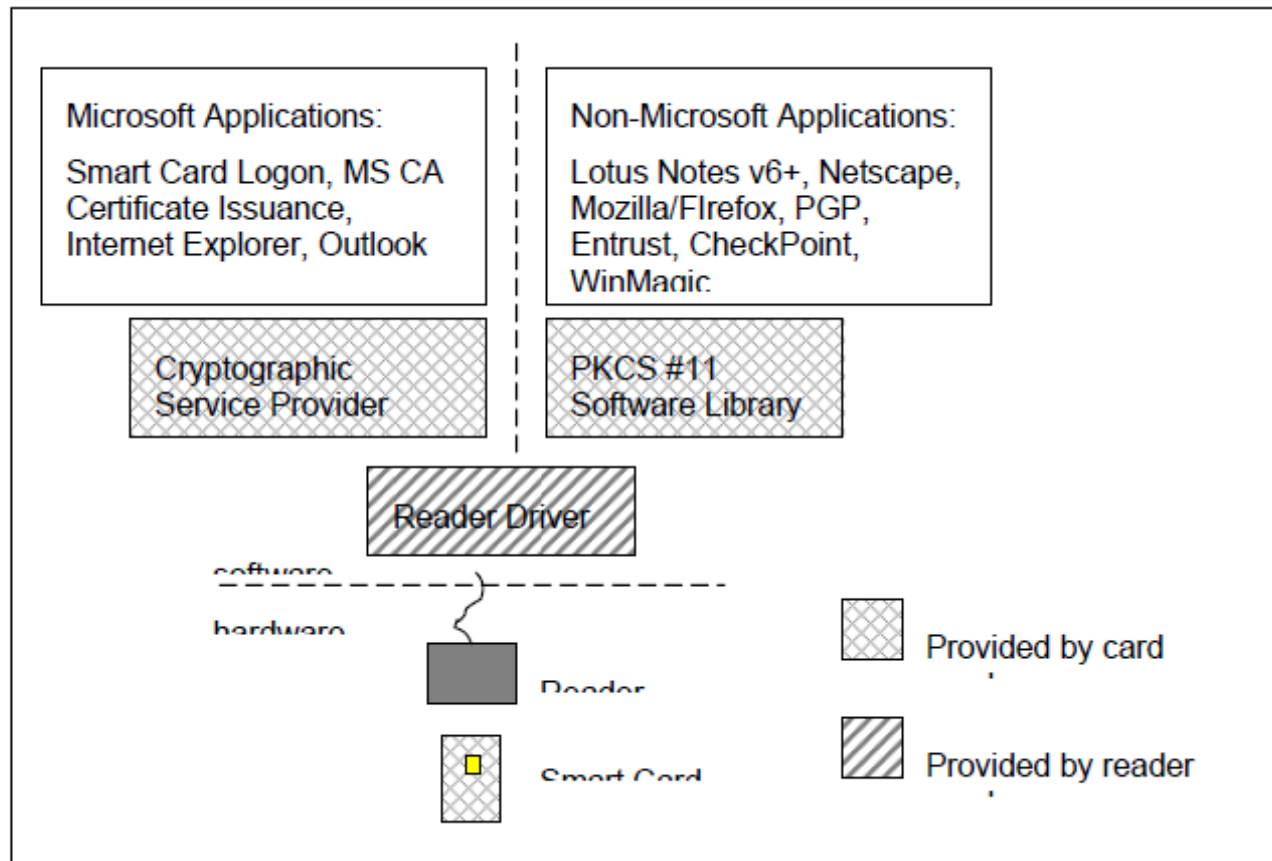 Microsoft Applications:
Smart Card Logon, MS CA
Certificate Issuance,
Internet Explorer, Outlook
Non-Microsoft Applications:
Lotus Notes v6+, Netscape,
Mozilla/FIrefox, PGP,
Entrust, CheckPoint,
WinMagic
Cryptographic
Service Provider
PKCS #11
Software Library
Reader Driver
software
hardware
Reader
Smart Card
Provided by card
Provided by reader